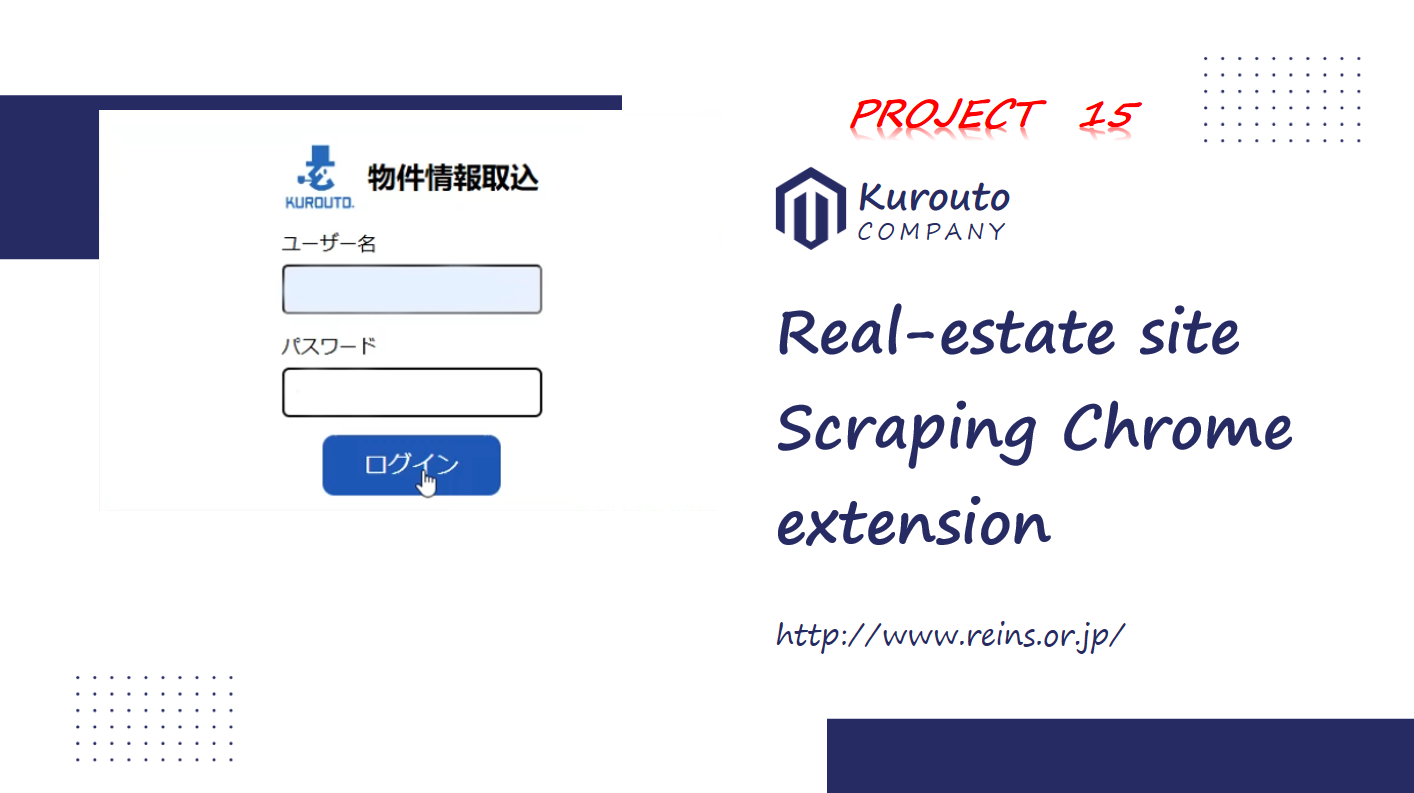 KUROUTO.
物件情報取込
ユーザー名
パスワード
ログイン
PROJECT 15
Kurouto
COMPANY
Real-estate site
Scraping Chrome
extension
http://www.reins.or.jp/